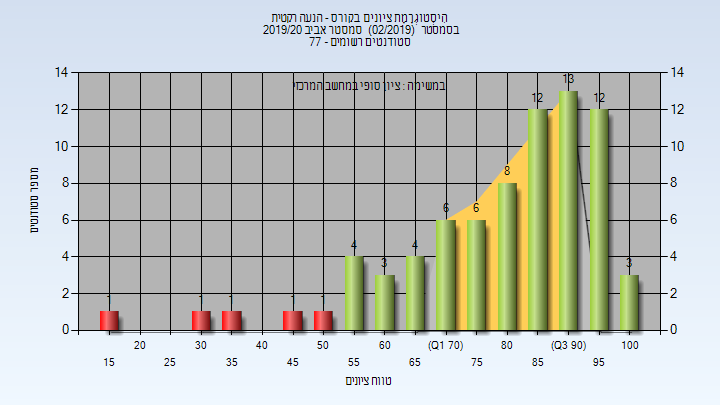 היסטוגרמת ציונים בקורס - הנעה רקטית
בסמסטר (02/2019) סמסטר אביב 2019/20
סטודנטים רשומים - 77
במשימה : ציון סופי במחשב המרכזי
מספר סטודנטים
14 12 10 8 6 4 2 0
1 1 1 1 1 4 3 4 6 6 8 12 13 12 3
14 12 10 8 6 4 2 0
20 30 40 50 60 (Q1 70) 80 (Q3 90) 100
15 25 35 45 55 65 75 85 95
טווח ציונים